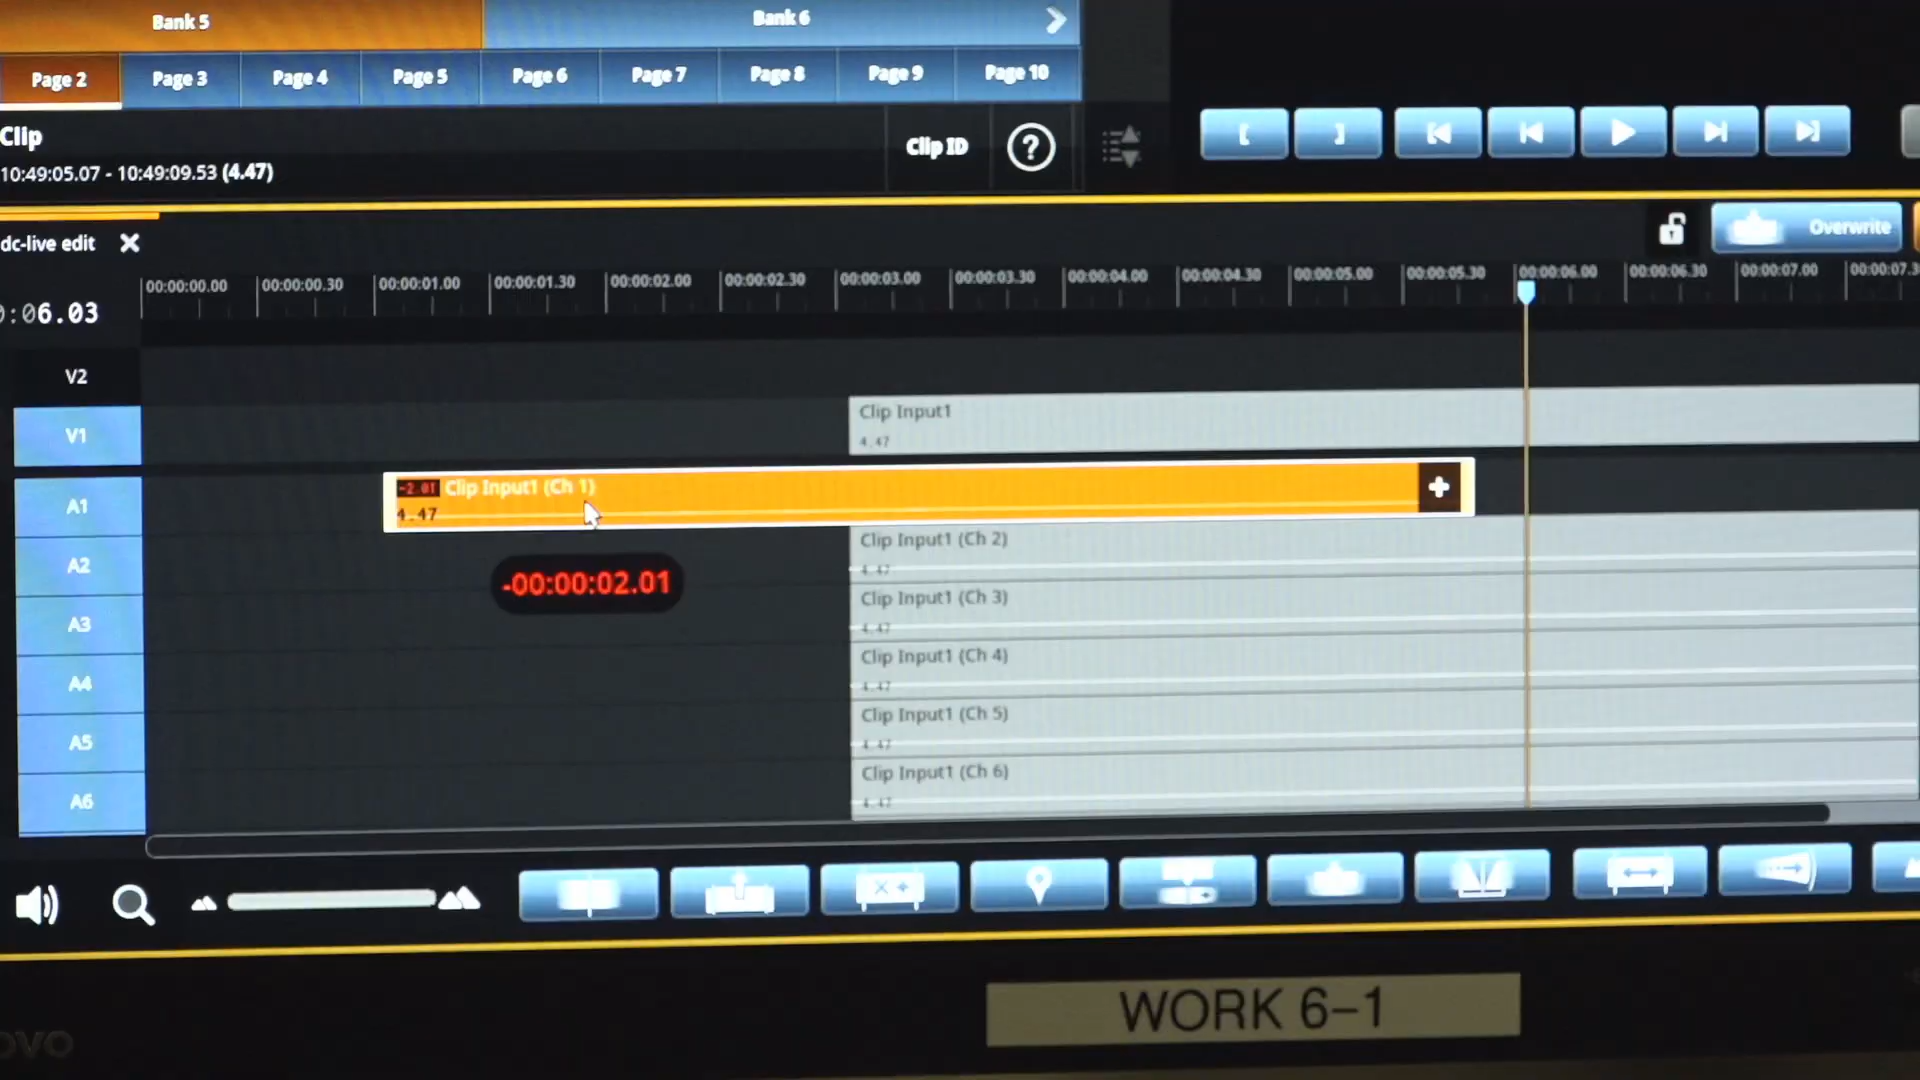 Bank 5
Bank 6
Page 2
Page 3
Page 4
Page 5
Page 6
Page 7
Page 8
Page 9
Page 10
Clip
Clip ID
?
10:49:05.07 - 10:49:09.53 (4.47)
dc-live edit
Overwrite
00:00:00.00
00:00:00.30
00:00:01.00
00:00:01.30
00:00:02.00
00:00:02.30
00:00:03.00
00:00:03.30
00:00:04.00
00:00:04.30
00:00:05.00
00:00:05.30
00:00:06.00
00:00:06.30
00:00:07.00
00:00:07.3
:06.03
V2
V1
Clip Input1
4.47
A1
-2.01 Clip Input1 (Ch 1)
4.47
A2
Clip Input1 (Ch 2)
4.47
-00:00:02.01
A3
Clip Input1 (Ch 3)
4.47
A4
Clip Input1 (Ch 4)
4.47
A5
Clip Input1 (Ch 5)
4.47
A6
Clip Input1 (Ch 6)
4.47
WORK 6-1
ovo